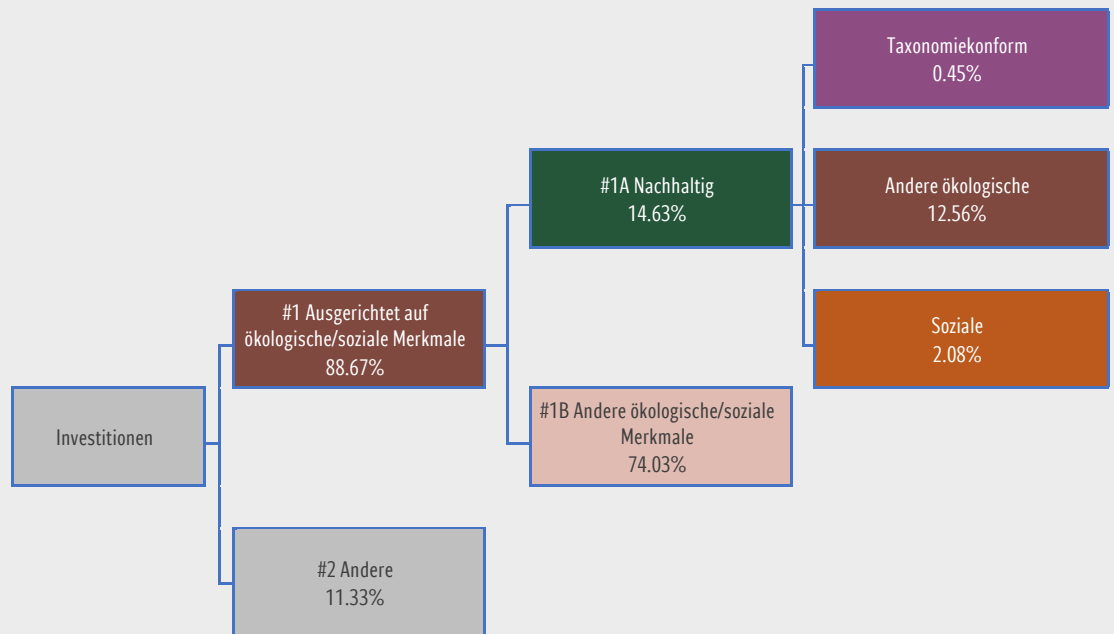 Taxonomiekonform
0.45%
#1A Nachhaltig
14.63%
Andere ökologische
12.56%
#1 Ausgerichtet auf
ökologische/soziale Merkmale
88.67%
Soziale
2.08%
Investitionen
#1B Andere ökologische/soziale
Merkmale
74.03%
#2 Andere
11.33%